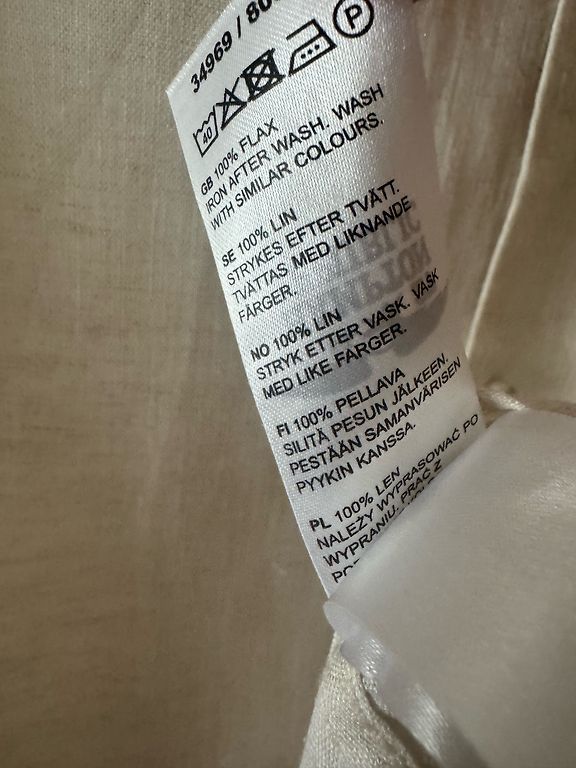 34969 / 80
40
P
GB 100% FLAX
IRON AFTER WASH. WASH
WITH SIMILAR COLOURS.
SE 100% LIN
STRYKES EFTER TVÄTT.
TVÄTTAS MED LIKNANDE
FÄRGER.
NO 100% LIN
STRYK ETTER VASK. VASK
MED LIKE FARGER.
FI 100% PELLAVA
SILITÄ PESUN JÄLKEEN.
PESTÄÄN SAMANVÄRISEN
PYYKIN KANSSA.
PL 100% LEN
NALEŻY WYPRASOWAĆ PO
WYPRANIU. PRAĆ Z